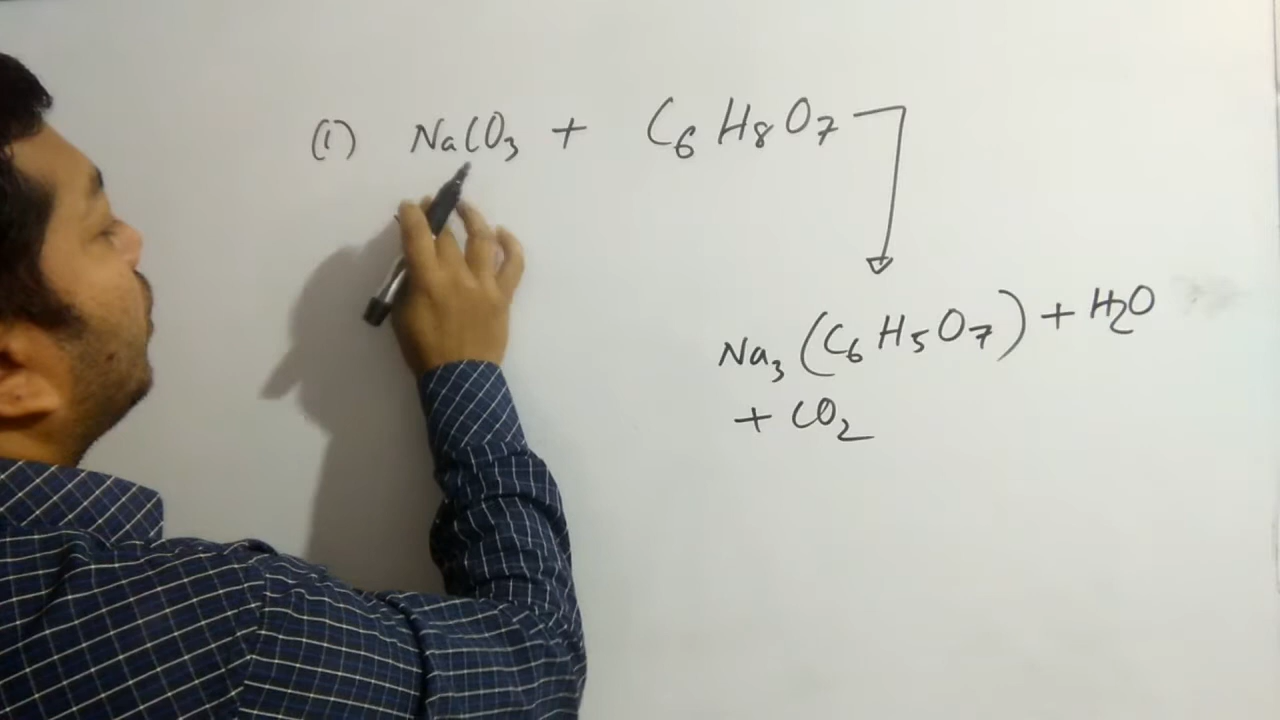 (1) NaCO3 + C6H8O7
Na3(C6H5O7) + H2O
+ CO2